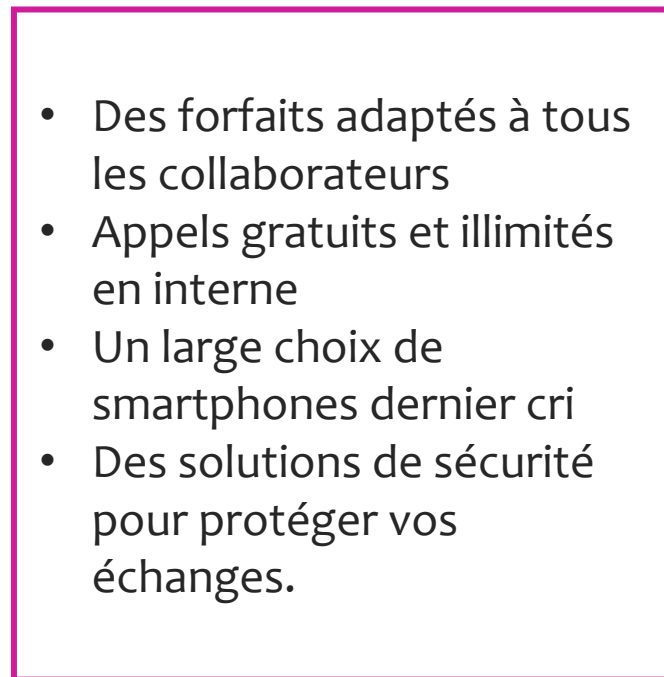 • Des forfaits adaptés à tous
les collaborateurs
• Appels gratuits et illimités
en interne
• Un large choix de
smartphones dernier cri
• Des solutions de sécurité
pour protéger vos
échanges.